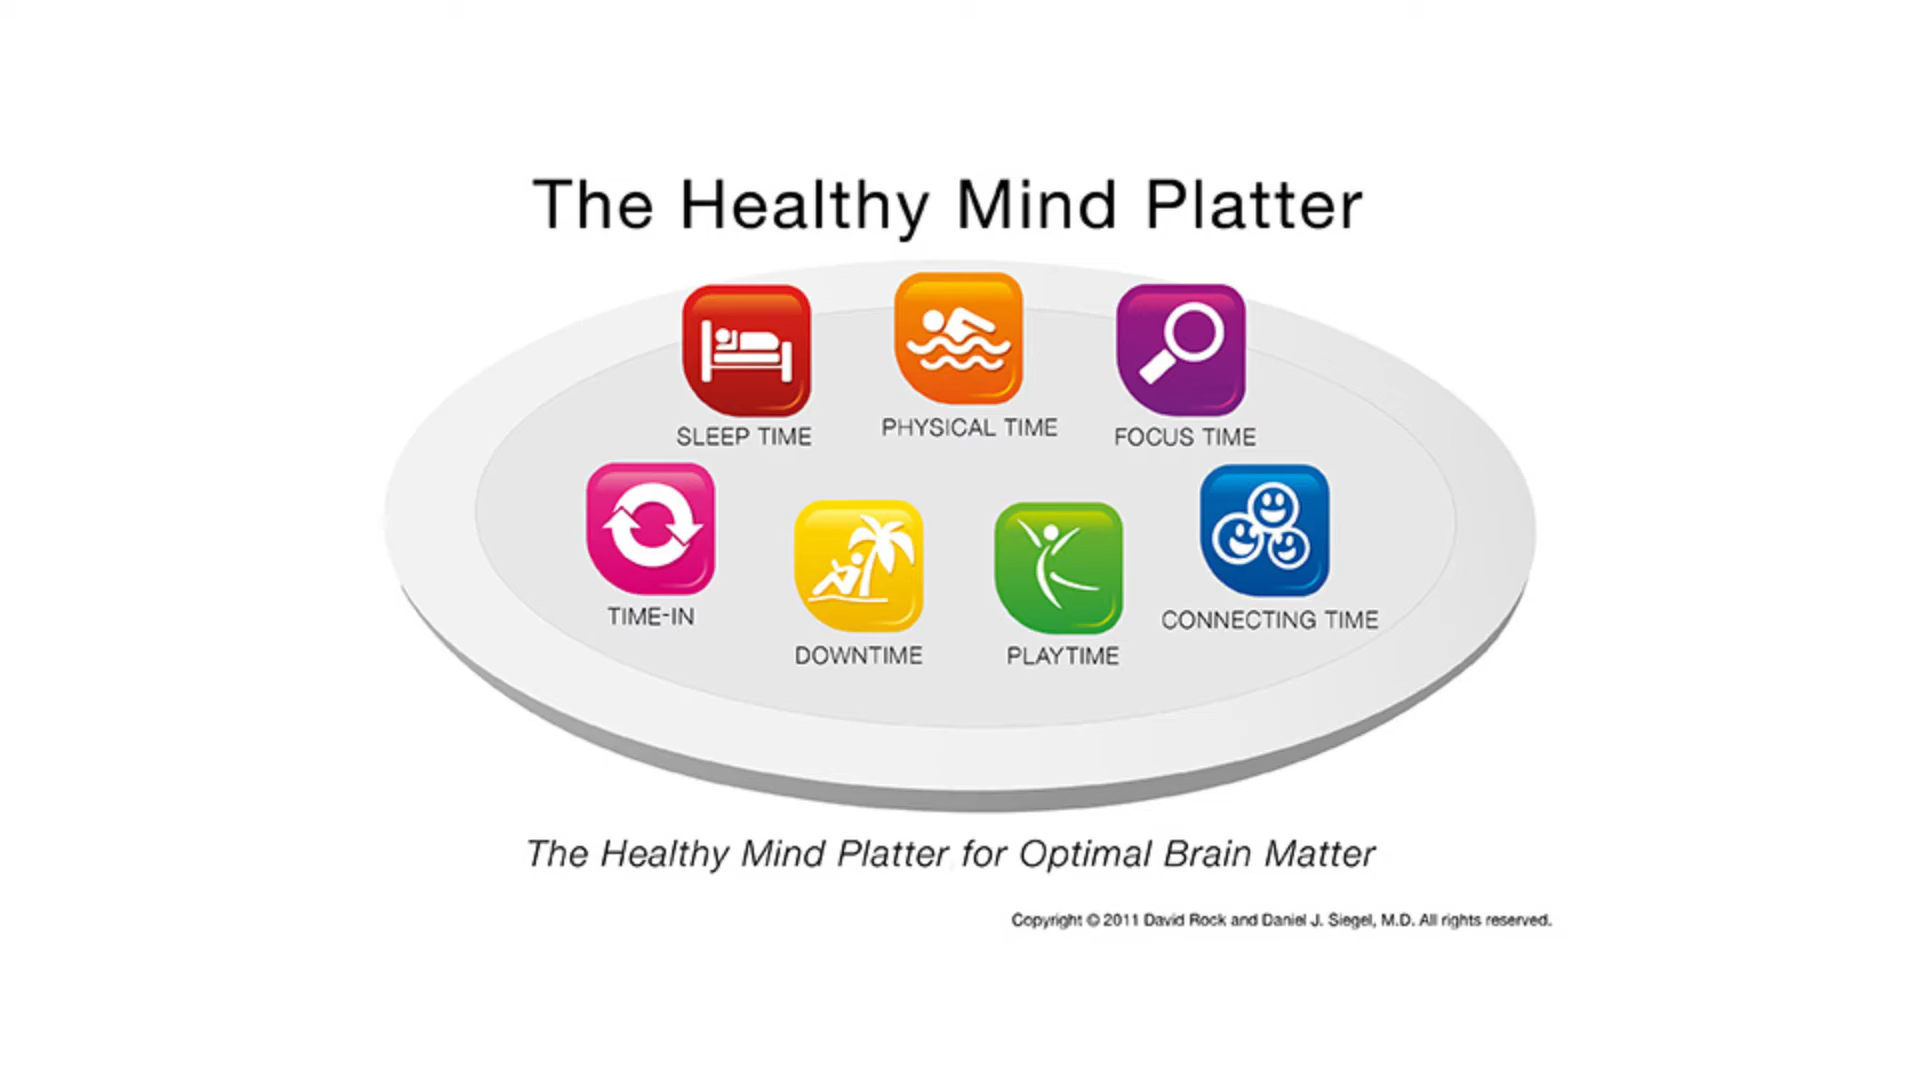 The Healthy Mind Platter
SLEEP TIME
PHYSICAL TIME
FOCUS TIME
TIME-IN
DOWNTIME
PLAYTIME
CONNECTING TIME
The Healthy Mind Platter for Optimal Brain Matter
Copyright © 2011 David Rock and Daniel J. Siegel, M.D. All rights reserved.